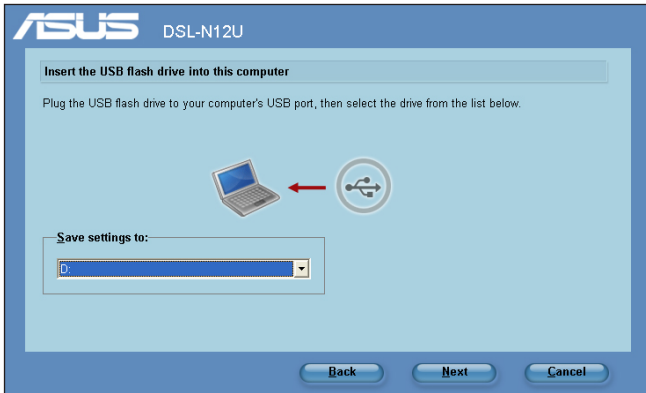 ASUS DSL-N12U
Insert the USB flash drive into this computer
Plug the USB flash drive to your computer's USB port, then select the drive from the list below.
Save settings to:
D:
Back Next Cancel